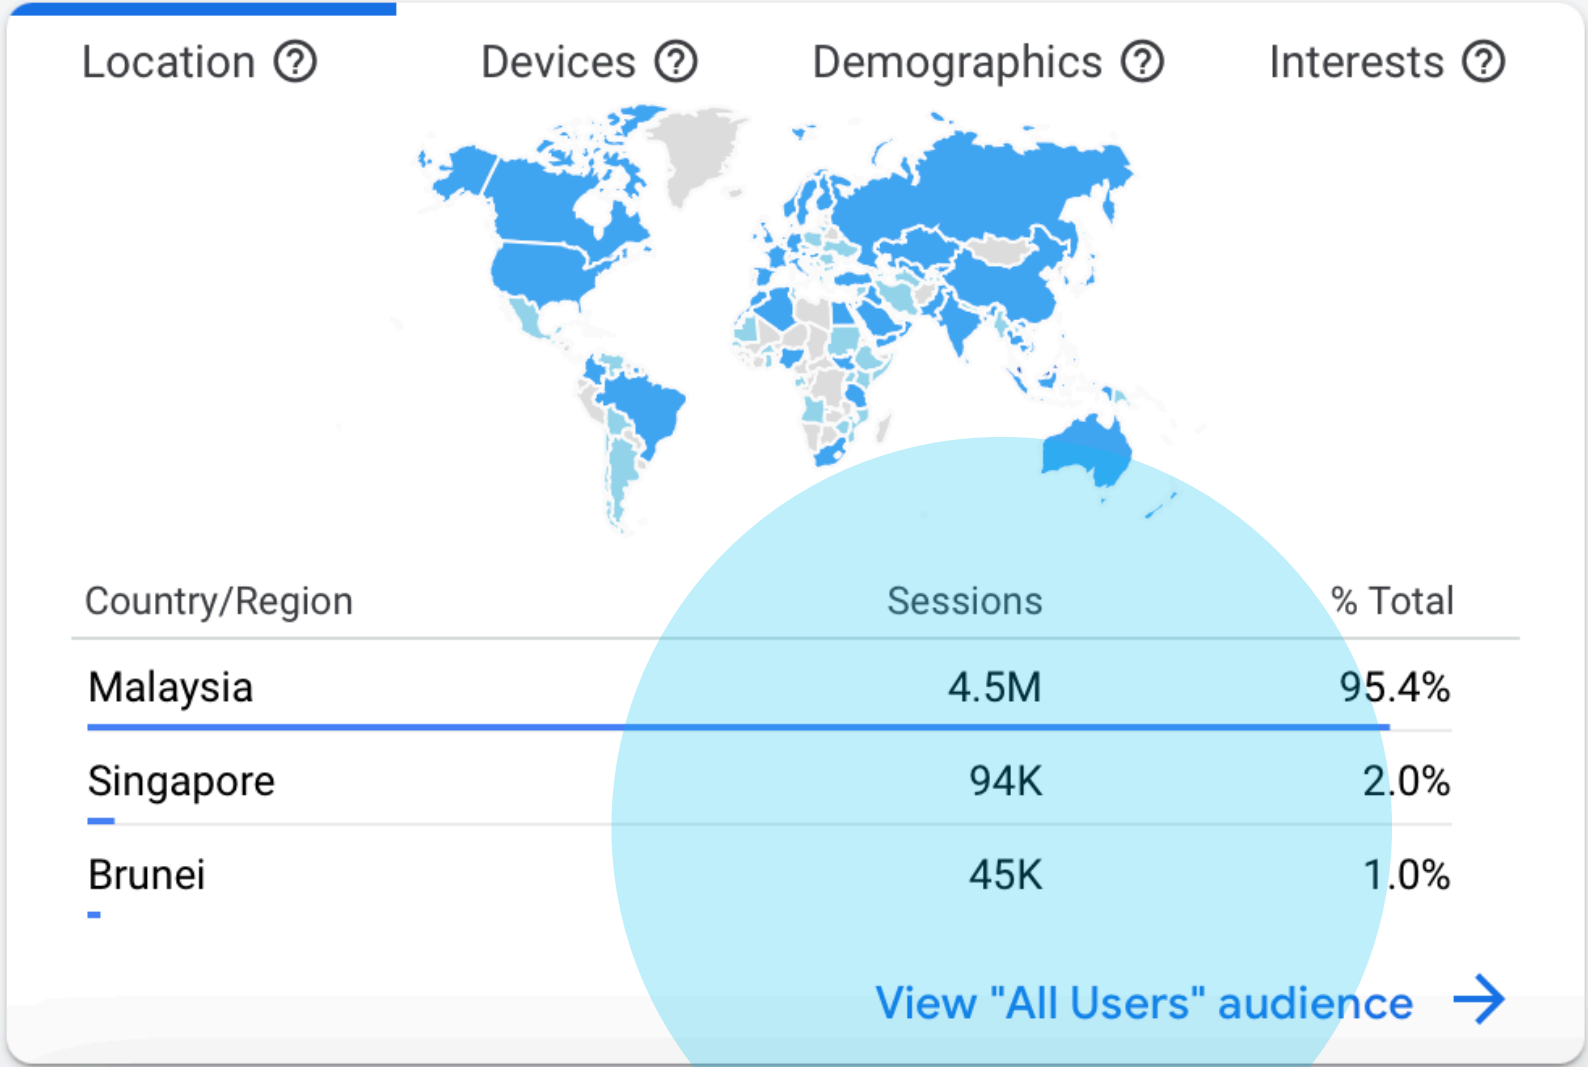 Location Devices Demographics Interests
Country/Region Sessions % Total
Malaysia 4.5M 95.4%
Singapore 94K 2.0%
Brunei 45K 1.0%
View "All Users" audience